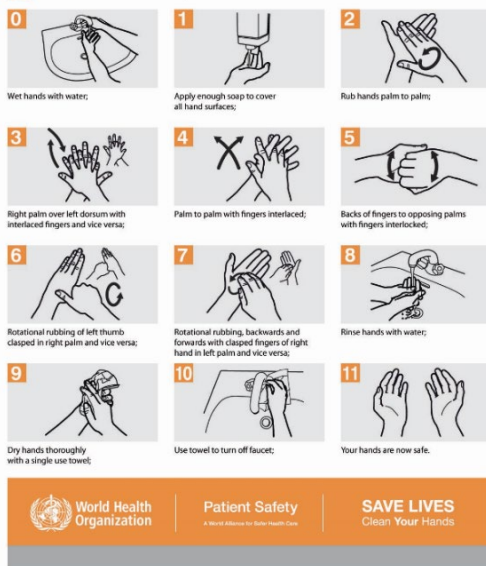 0
Wet hands with water;
1
Apply enough soap to cover
all hand surfaces;
2
Rub hands palm to palm;
3
Right palm over left dorsum with
interlaced fingers and vice versa;
4
Palm to palm with fingers interlaced;
5
Backs of fingers to opposing palms
with fingers interlocked;
6
Rotational rubbing of left thumb
clasped in right palm and vice versa;
7
Rotational rubbing, backwards and
forwards with clasped fingers of right
hand in left palm and vice versa;
8
Rinse hands with water;
9
Dry hands thoroughly
with a single use towel;
10
Use towel to turn off faucet;
11
Your hands are now safe.
World Health
Organization
Patient Safety
A World Alliance for Safer Health Care
SAVE LIVES
Clean Your Hands